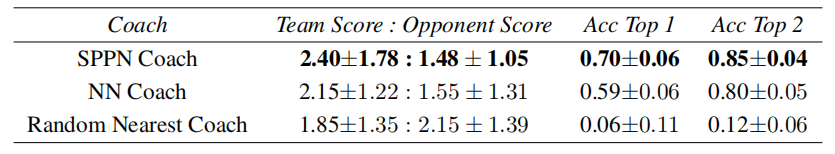 Coach Team Score : Opponent Score Acc Top 1 Acc Top 2
SPPN Coach 2.40±1.78 : 1.48 ± 1.05 0.70±0.06 0.85±0.04
NN Coach 2.15±1.22 : 1.55 ± 1.31 0.59±0.06 0.80±0.05
Random Nearest Coach 1.85±1.35 : 2.15 ± 1.39 0.06±0.11 0.12±0.06